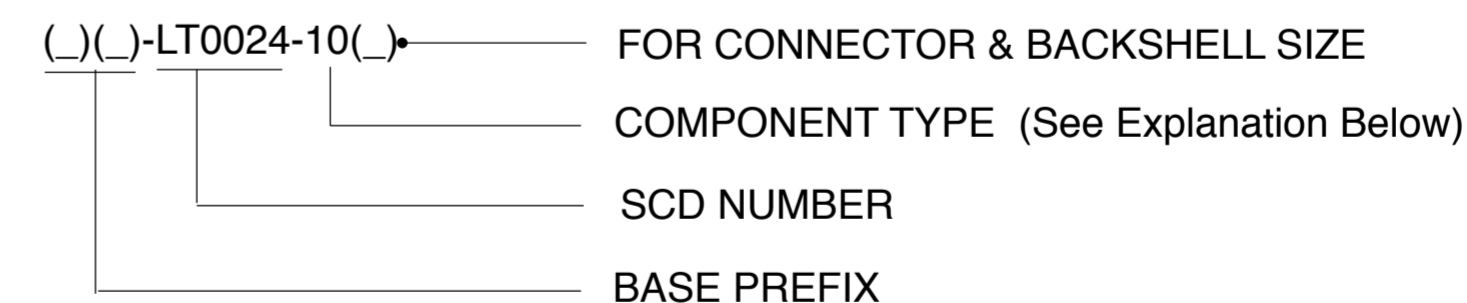 (_)(_)-LT0024-10(_) FOR CONNECTOR & BACKSHELL SIZE
COMPONENT TYPE (See Explanation Below)
SCD NUMBER
BASE PREFIX